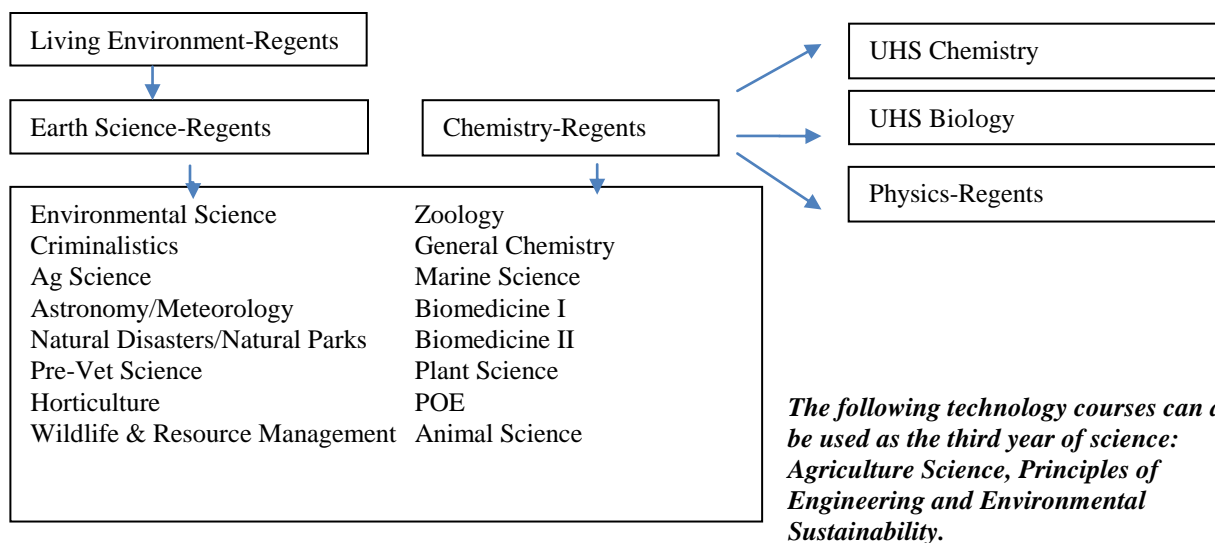 Living Environment-Regents
Earth Science-Regents
Chemistry-Regents
UHS Chemistry
UHS Biology
Physics-Regents
Environmental Science
Criminalistics
Ag Science
Astronomy/Meteorology
Natural Disasters/Natural Parks
Pre-Vet Science
Horticulture
Wildlife & Resource Management
Zoology
General Chemistry
Marine Science
Biomedicine I
Biomedicine II
Plant Science
POE
Animal Science
The following technology courses can
be used as the third year of science:
Agriculture Science, Principles of
Engineering and Environmental
Sustainability.